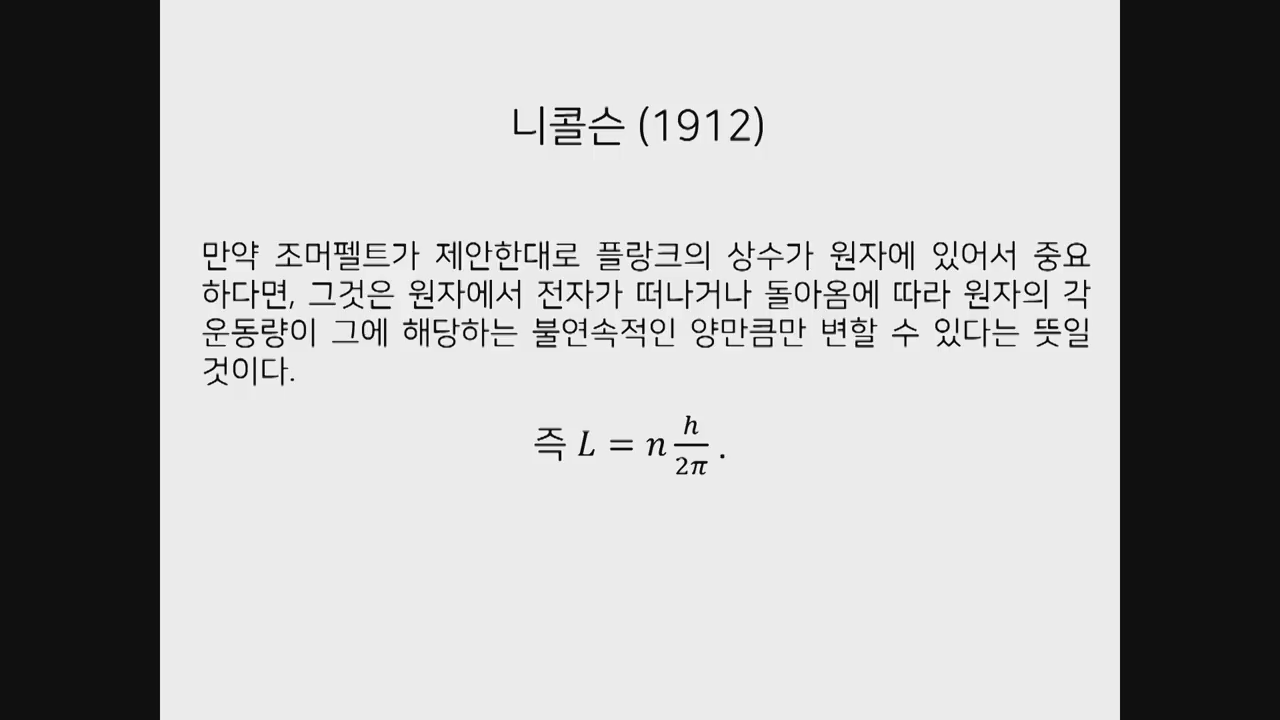 니콜슨 (1912)
만약 조머펠트가 제안한대로 플랑크의 상수가 원자에 있어서 중요
하다면, 그것은 원자에서 전자가 떠나거나 돌아옴에 따라 원자의 각
운동량이 그에 해당하는 불연속적인 양만큼만 변할 수 있다는 뜻일
것이다.
즉 L = n h/2π .